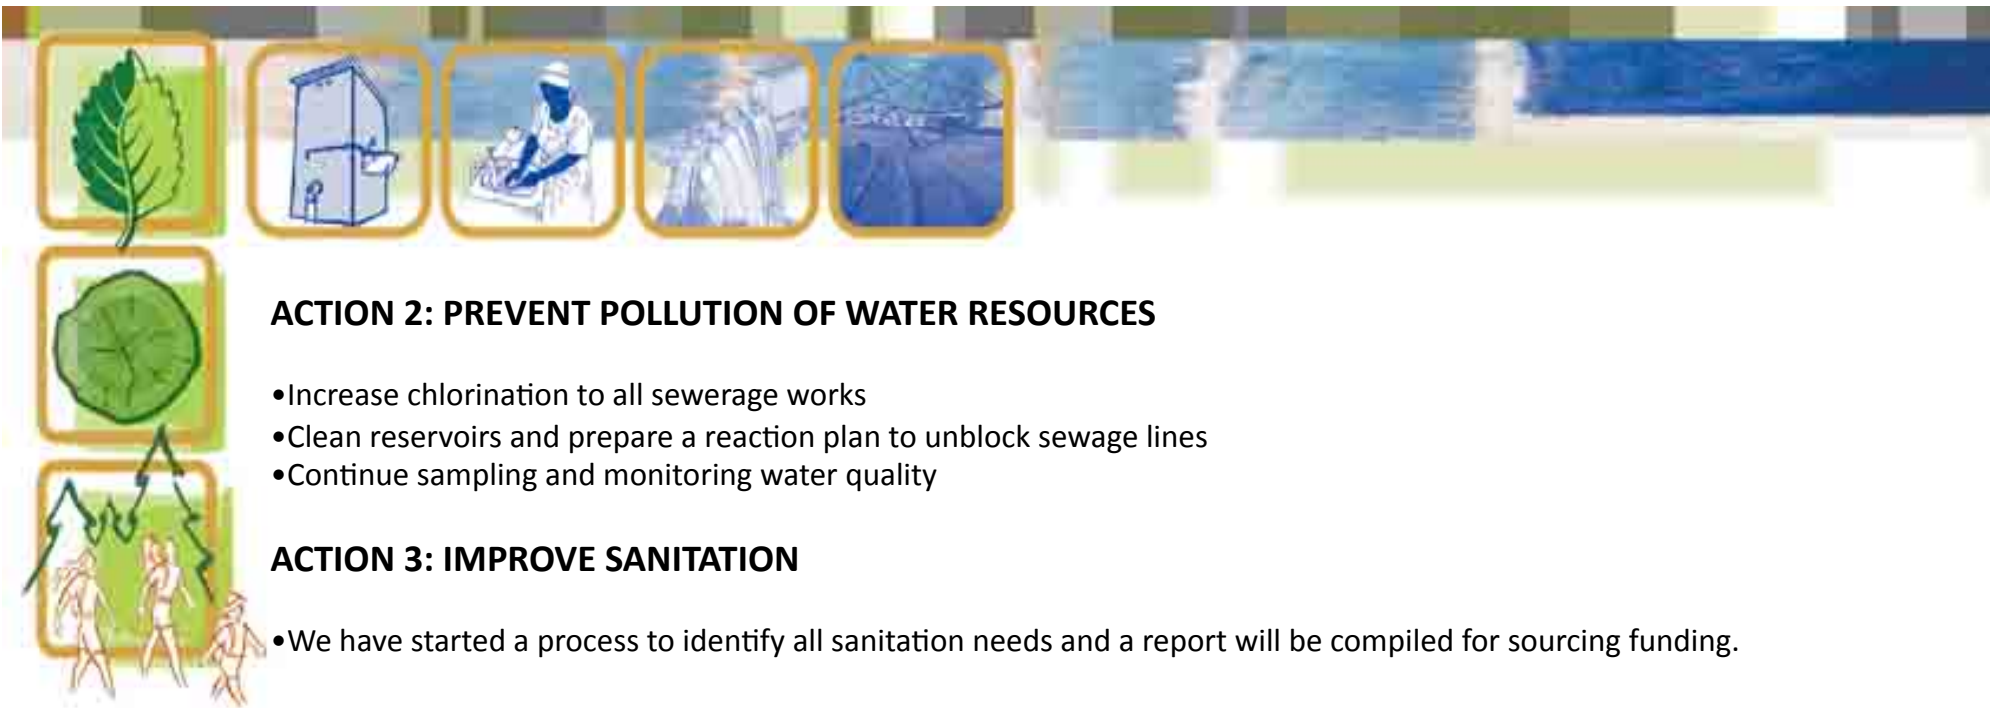 ACTION 2: PREVENT POLLUTION OF WATER RESOURCES
•Increase chlorination to all sewerage works
•Clean reservoirs and prepare a reaction plan to unblock sewage lines
•Continue sampling and monitoring water quality
ACTION 3: IMPROVE SANITATION
•We have started a process to identify all sanitation needs and a report will be compiled for sourcing funding.